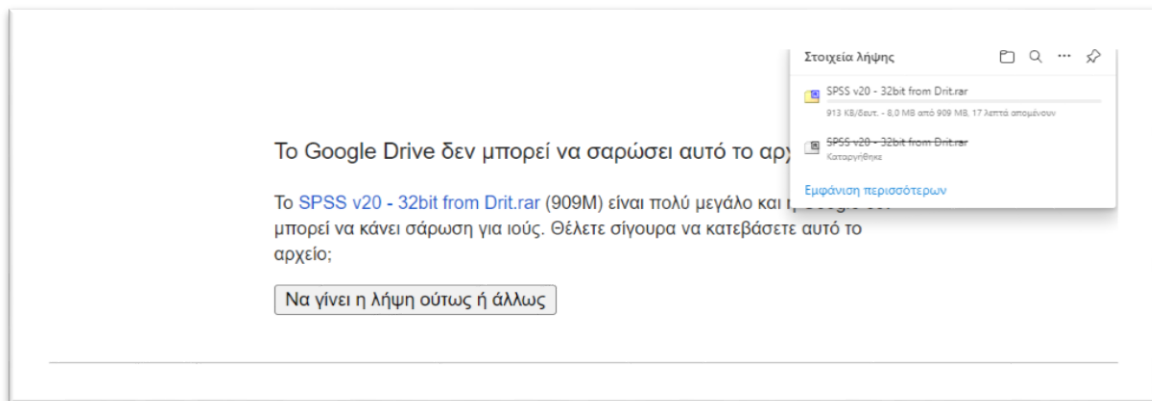 Στοιχεία λήψης
SPSS v20 - 32bit from Drit.rar
913 KB/δευτ. - 8,0 MB από 909 MB, 17 λεπτά απομένουν
SPSS v20 - 32bit from Drit.rar
Καταργήθηκε
Εμφάνιση περισσότερων
Το Google Drive δεν μπορεί να σαρώσει αυτό το
Το SPSS v20 - 32bit from Drit.rar (909M) είναι πολύ μεγάλο και
μπορεί να κάνει σάρωση για ιούς. Θέλετε σίγουρα να κατεβάσετε αυτό το
αρχείο;
Να γίνει η λήψη ούτως ή άλλως